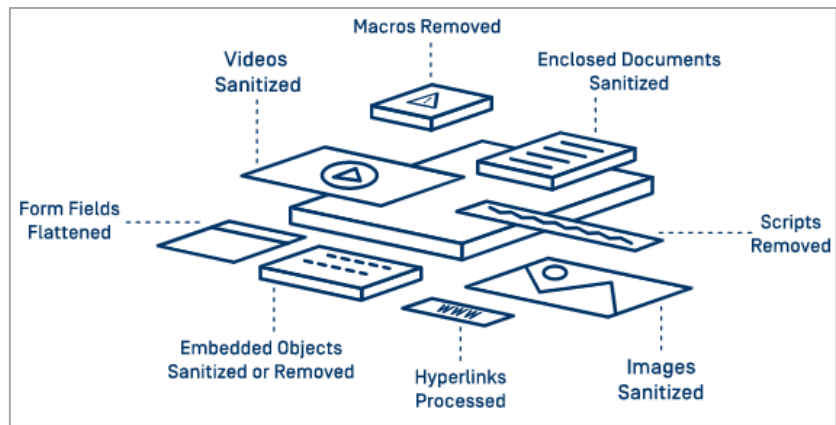 Macros Removed
Videos
Sanitized
Enclosed Documents
Sanitized
Form Fields
Flattened
Scripts
Removed
WWW
Embedded Objects
Sanitized or Removed
Hyperlinks
Processed
Images
Sanitized